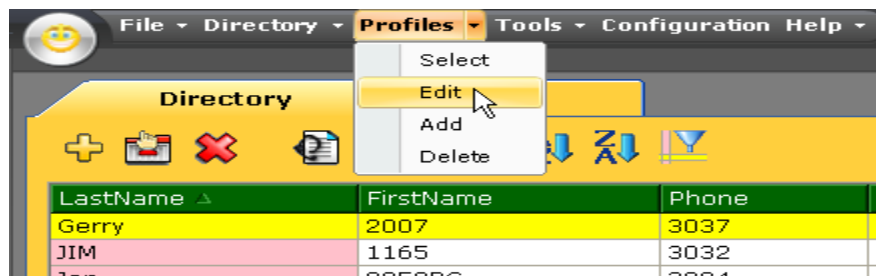 File Directory Profiles Tools Configuration Help
Select
Edit
Add
Delete
Directory
LastName FirstName Phone
Gerry 2007 3037
JIM 1165 3032